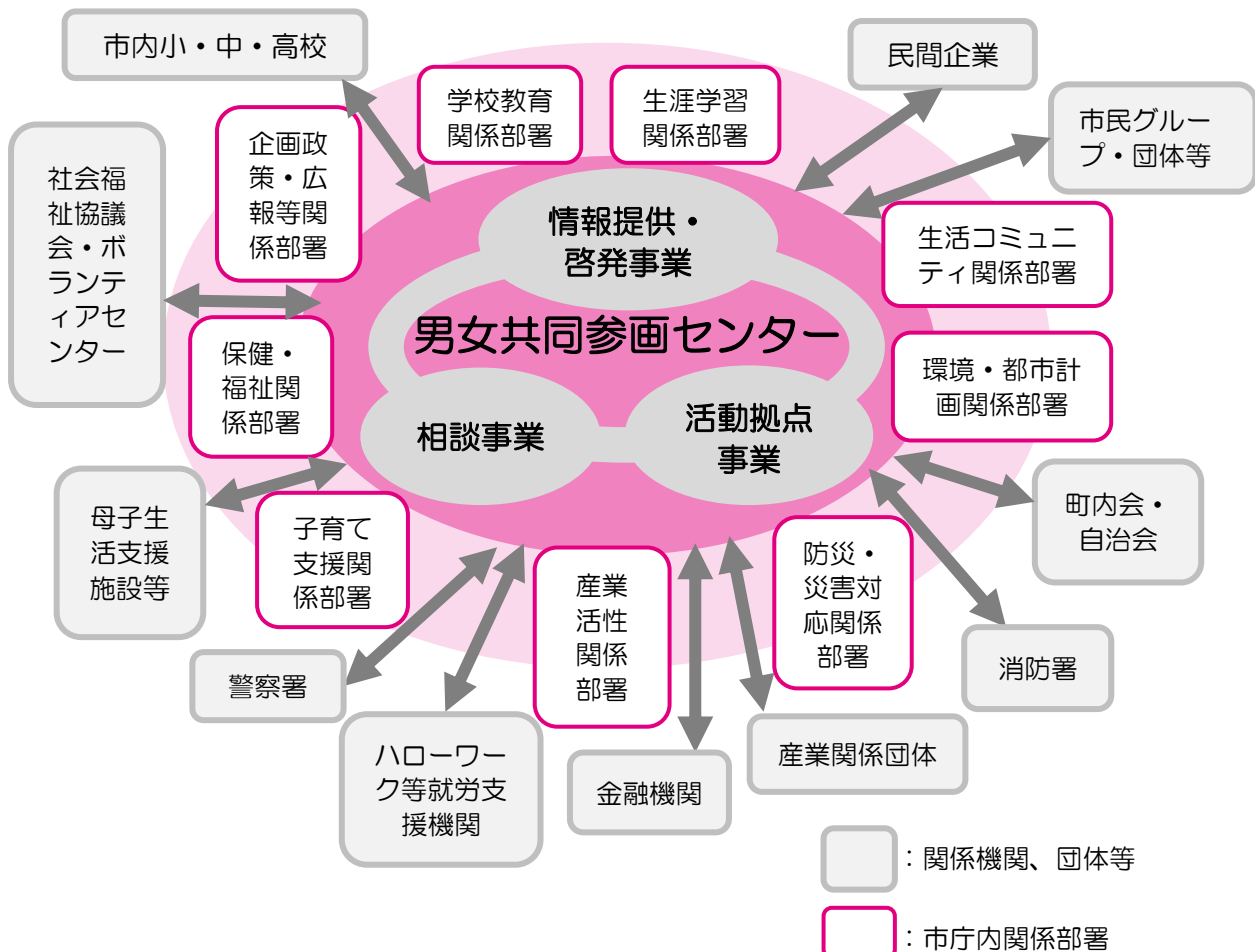 市内小・中・高校
民間企業
学校教育
関係部署
生涯学習
関係部署
市民グルー
プ・団体等
企画政
策・広
報等関
係部署
社会福
祉協議
会・ボ
ランテ
ィアセ
ンター
情報提供・
啓発事業
生活コミュニ
ティ関係部署
男女共同参画センター
保健・
福祉関
係部署
環境・都市計
画関係部署
相談事業
活動拠点
事業
母子生
活支援
施設等
子育て
支援関
係部署
町内会・
自治会
産業
活性
関係
部署
防災・
災害対
応関係
部署
警察署
消防署
ハローワー
ク等就労支
援機関
金融機関
産業関係団体
：関係機関、団体等
：市庁内関係部署